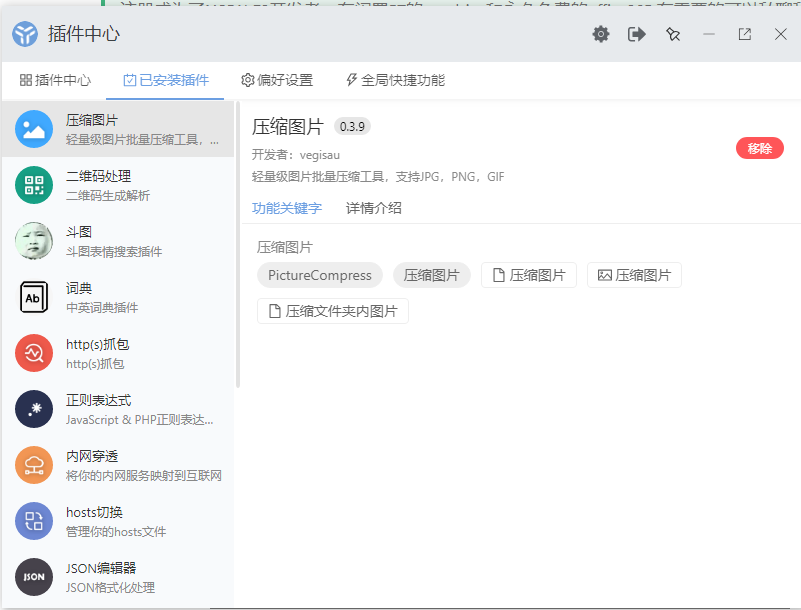 插件中心
插件中心 已安装插件 偏好设置 全局快捷功能
压缩图片
轻量级图片批量压缩工具，...
二维码处理
二维码生成解析
斗图
斗图表情搜索插件
词典
中英词典插件
http(s)抓包
http(s)抓包
正则表达式
JavaScript & PHP正则表达...
内网穿透
将你的内网服务映射到互联网
hosts切换
管理你的hosts文件
JSON编辑器
JSON格式化处理
Ab
JSON
压缩图片 0.3.9
开发者：vegisau
轻量级图片批量压缩工具，支持JPG，PNG，GIF
移除
功能关键字 详情介绍
压缩图片
PictureCompress 压缩图片 压缩图片 压缩图片
压缩文件夹内图片